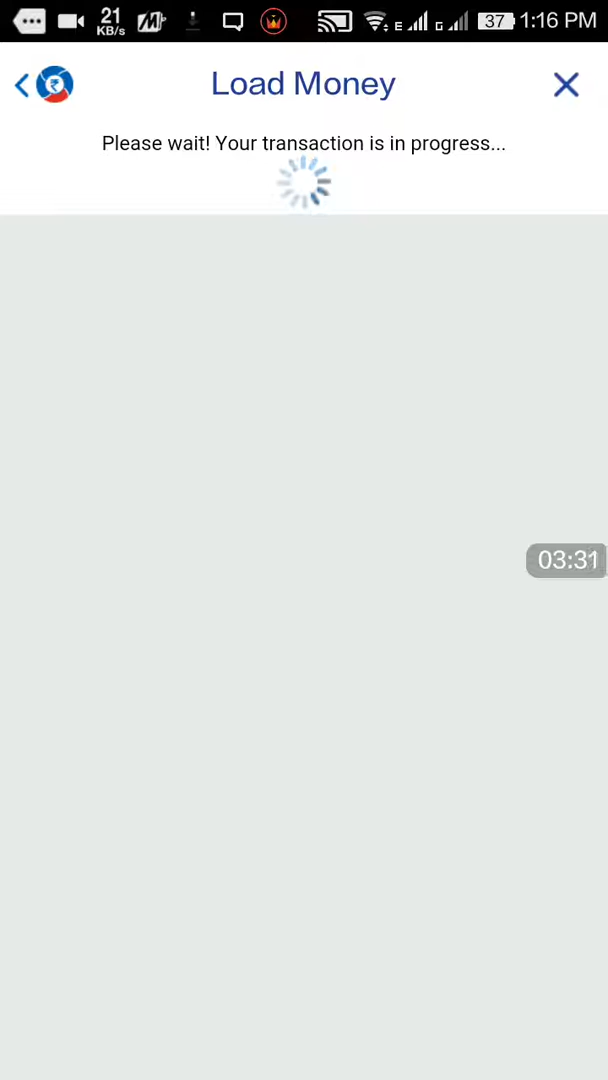 21
KB/s
E
G
37
1:16 PM
Load Money
Please wait! Your transaction is in progress...
03:31